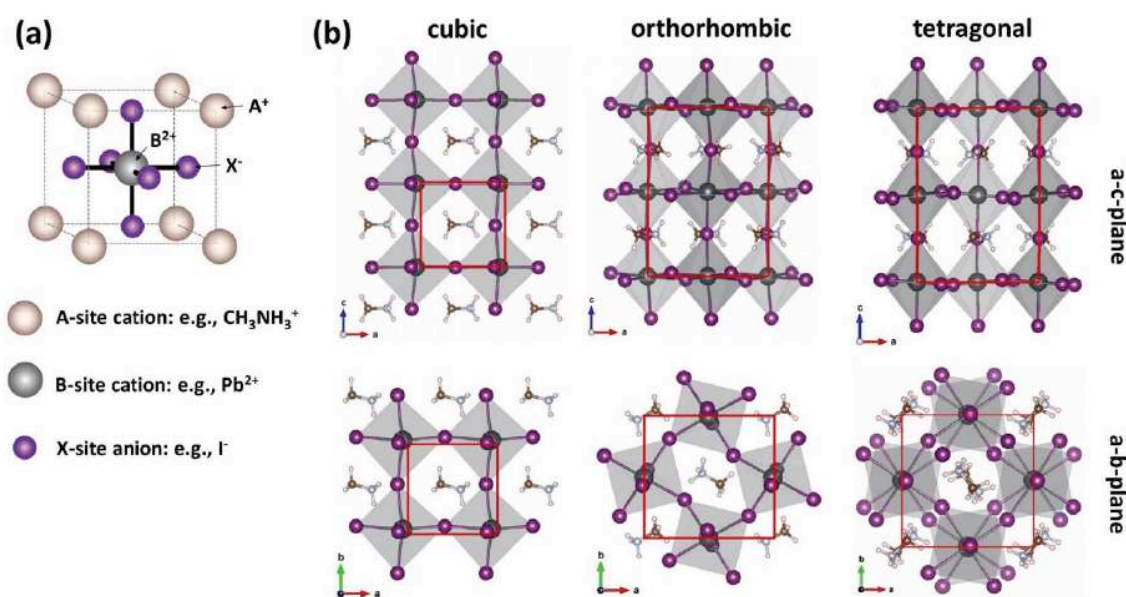 (a)
A⁺
B²⁺
X⁻
A-site cation: e.g., CH₃NH₃⁺
B-site cation: e.g., Pb²⁺
X-site anion: e.g., I⁻
(b)
cubic
orthorhombic
tetragonal
a-c-plane
c
a
c
a
c
a
a-b-plane
b
a
b
a
b
a